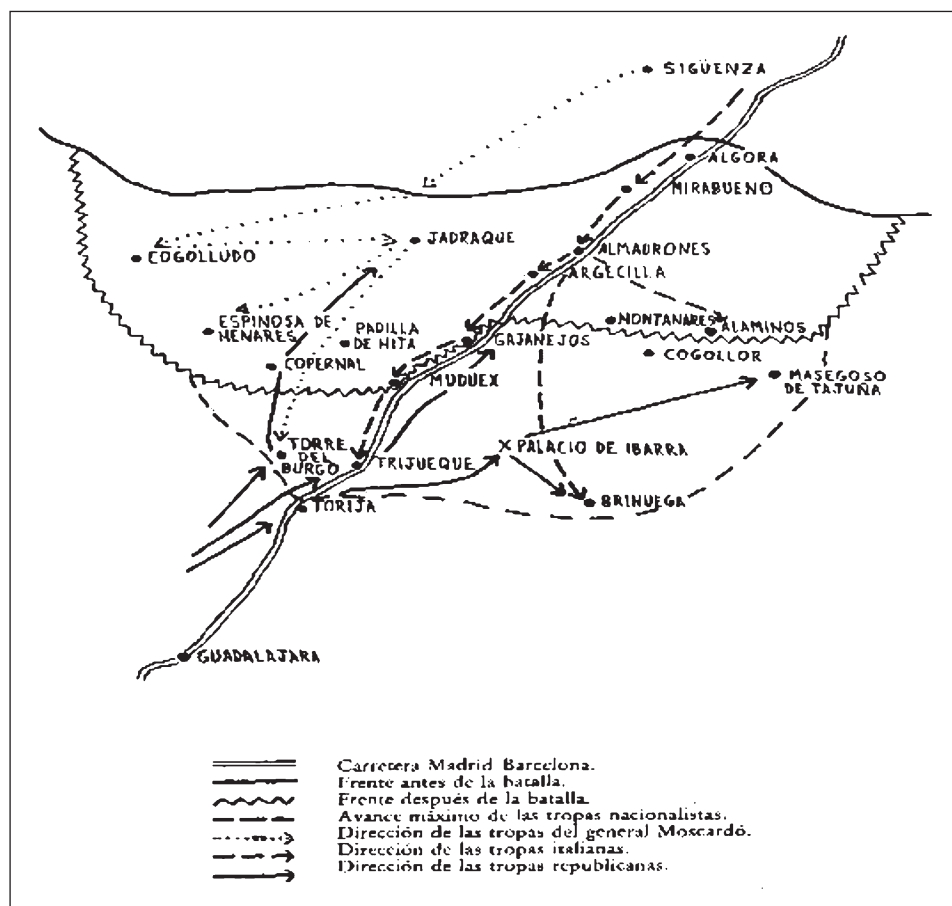 SIGÜENZA
ALGORA
MIRABUENO
JADRAQUE
COGOLLUDO
ALMADRONES
ARGECILLA
ESPINOSA DE
HENARES
PADILLA
DE HITA
GAJANEJOS
NONTANARES
ALAMINOS
COGOLLOR
COPERNAL
MUDUEX
MASEGOSO
DE TAJUÑA
TORRE
DEL
BURGO
TRIJUEQUE
PALACIO DE IBARRA
BRIHUEGA
TORIJA
GUADALAJARA
Carretera Madrid Barcelona.
Frente antes de la batalla.
Frente después de la batalla.
Avance máximo de las tropas nacionalistas.
Dirección de las tropas del general Moscardó.
Dirección de las tropas italianas.
Dirección de las tropas republicanas.